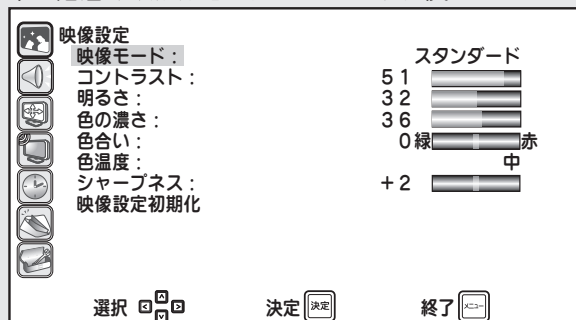 映像設定
映像モード： スタンダード
コントラスト： 51
明るさ： 32
色の濃さ： 36
色合い： 0 緑 赤
色温度： 中
シャープネス： +2
映像設定初期化
選択 決定 決定 終了 メニュー